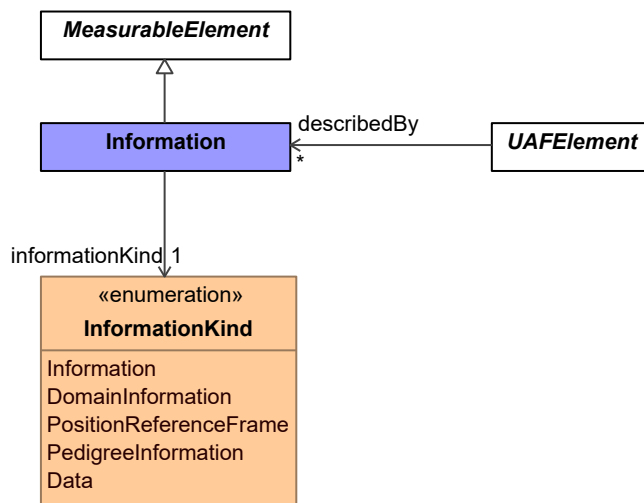 MeasurableElement
Information
describedBy
*
UAFElement
informationKind 1
«enumeration»
InformationKind
Information
DomainInformation
PositionReferenceFrame
PedigreeInformation
Data